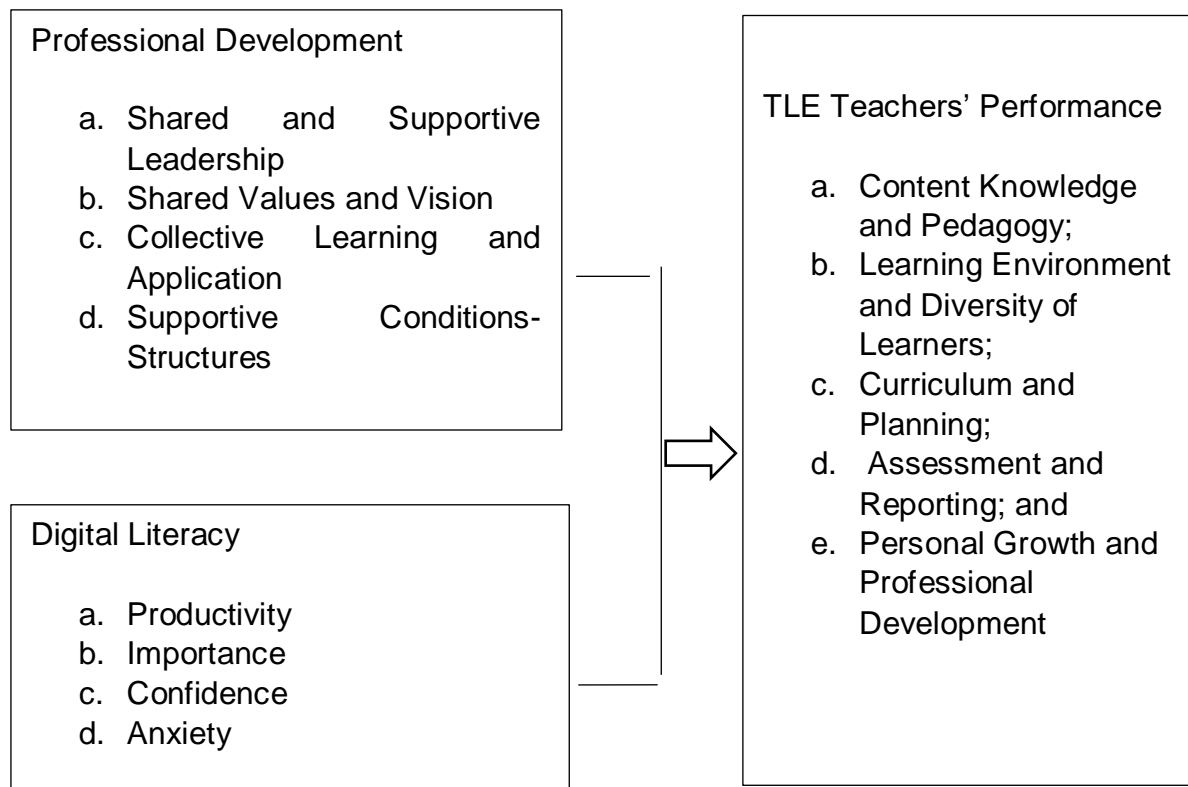 Professional Development
a. Shared and Supportive
Leadership
b. Shared Values and Vision
c. Collective Learning and
Application
d. Supportive Conditions-
Structures
Digital Literacy
a. Productivity
b. Importance
c. Confidence
d. Anxiety
TLE Teachers’ Performance
a. Content Knowledge
and Pedagogy;
b. Learning Environment
and Diversity of
Learners;
c. Curriculum and
Planning;
d. Assessment and
Reporting; and
e. Personal Growth and
Professional
Development